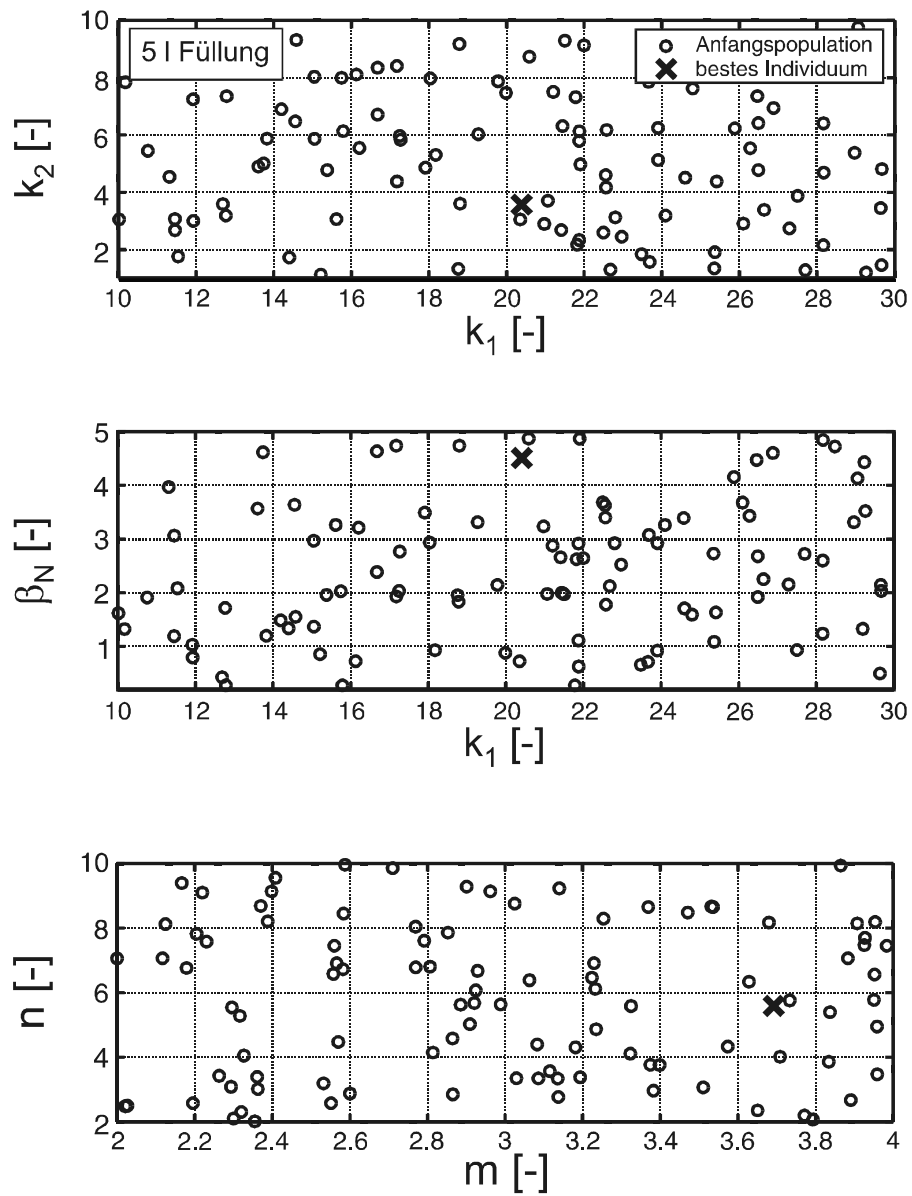 10
8
6
4
2
k₂ [-]
5 l Füllung
Anfangspopulation
bestes Individuum
10 12 14 16 18 20 22 24 26 28 30
k₁ [-]
5
4
3
2
1
β_N [-]
10 12 14 16 18 20 22 24 26 28 30
k₁ [-]
10
8
6
4
2
n [-]
2 2.2 2.4 2.6 2.8 3 3.2 3.4 3.6 3.8 4
m [-]